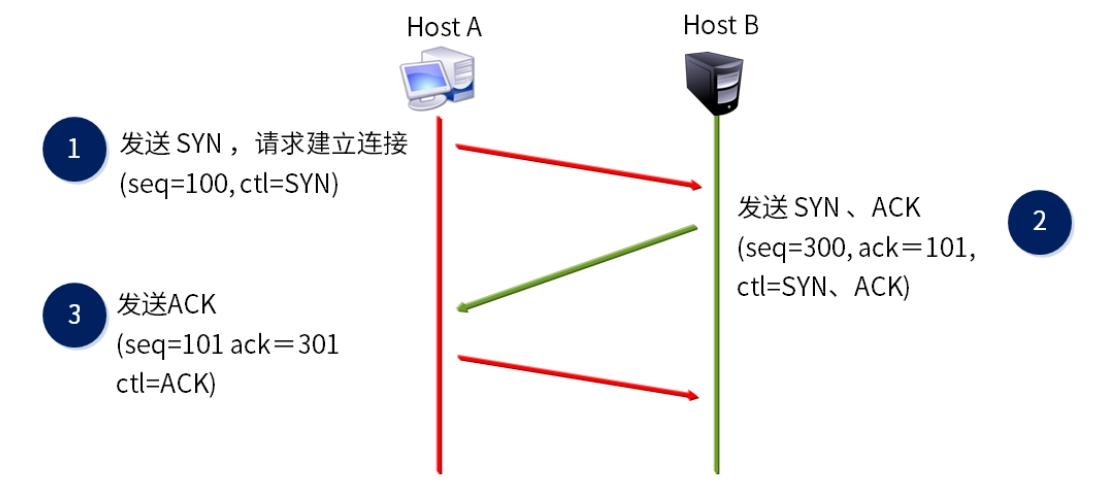 Host A
Host B
1
发送 SYN ，请求建立连接
(seq=100, ctl=SYN)
发送 SYN 、ACK
(seq=300, ack＝101,
ctl=SYN、ACK)
2
3
发送ACK
(seq=101 ack＝301
ctl=ACK)